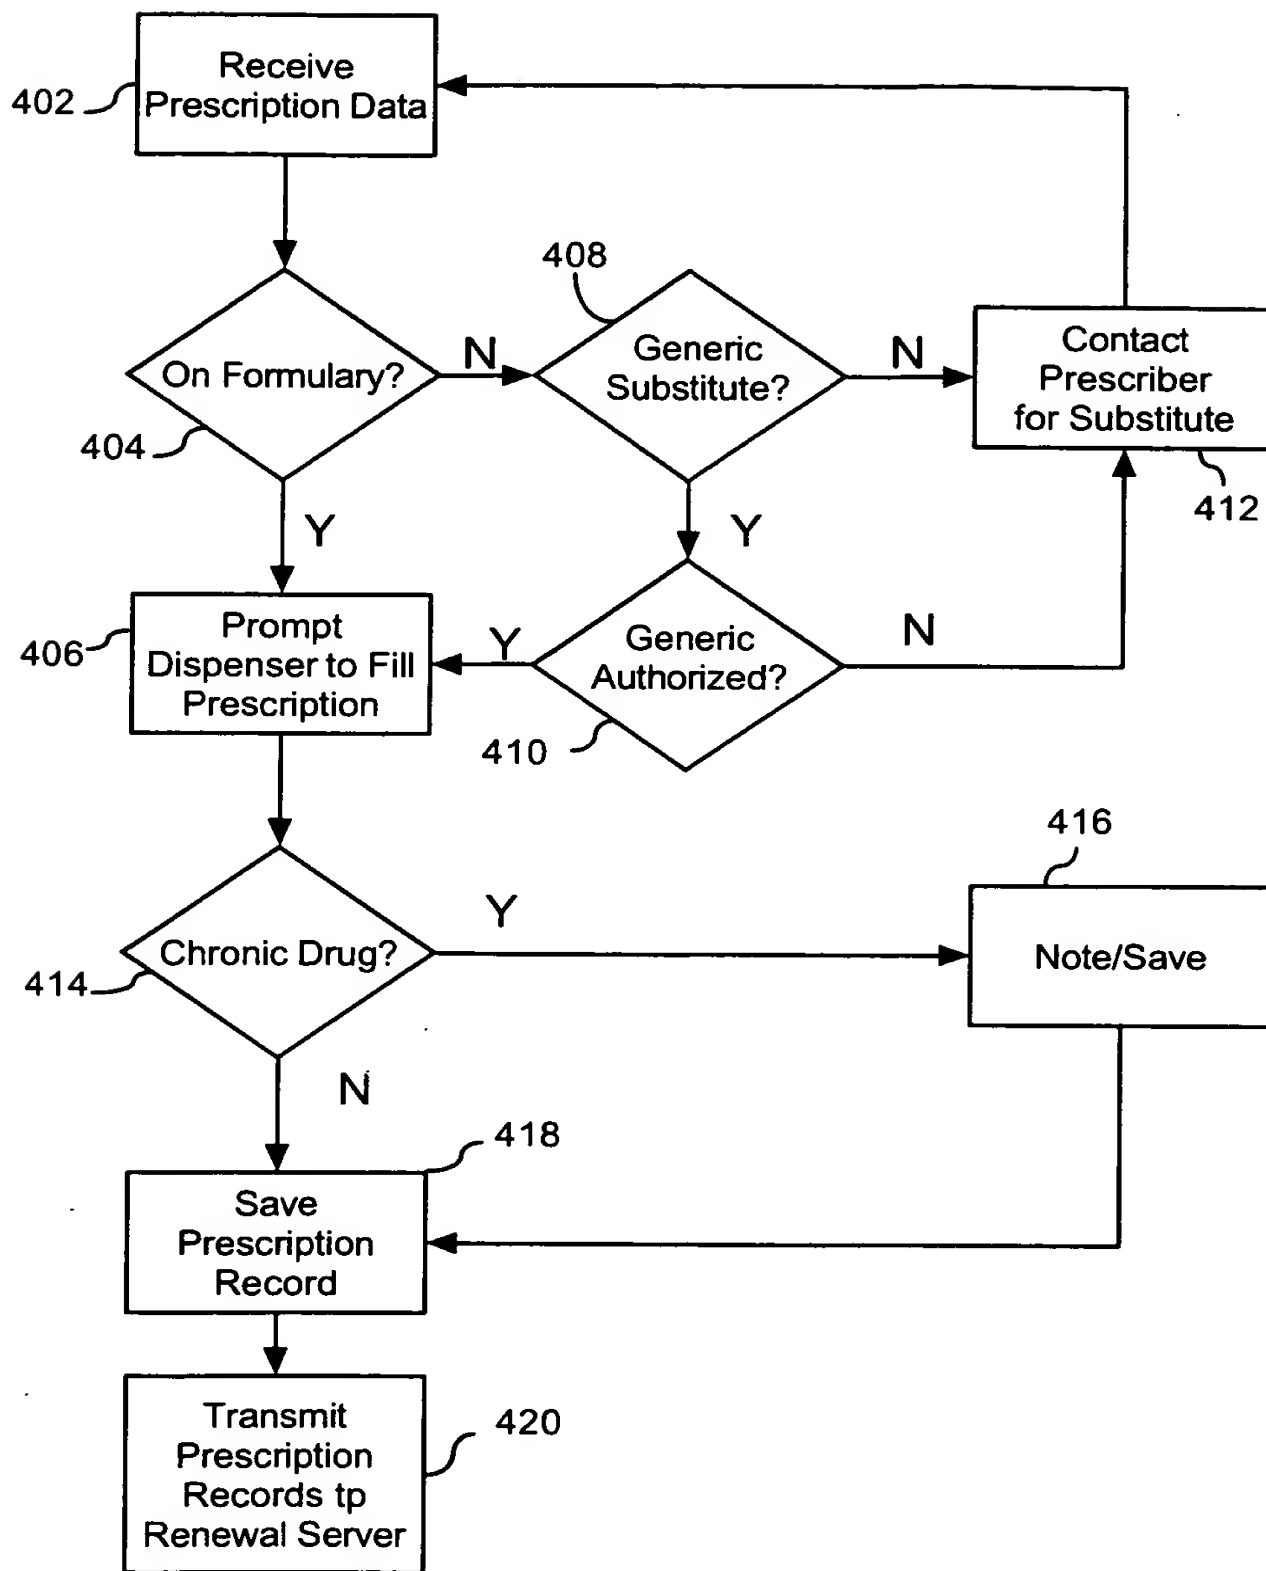 Receive
Prescription Data
402
408
On Formulary?
N
Generic
Substitute?
N
Contact
Prescriber
for Substitute
404
412
Y
Y
Prompt
Dispenser to Fill
Prescription
406
Y
Generic
Authorized?
N
410
416
Chronic Drug?
Y
Note/Save
414
N
418
Save
Prescription
Record
Transmit
Prescription
Records tp
Renewal Server
420